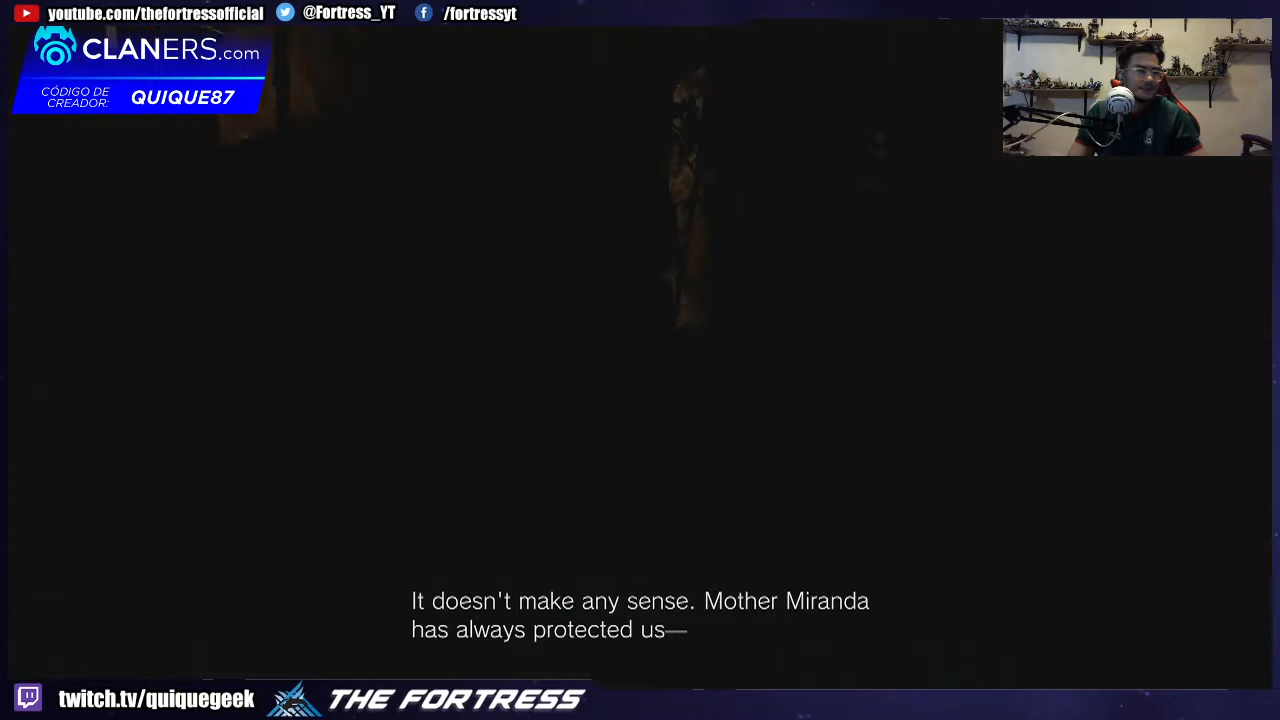 youtube.com/thefortressofficial @Fortress_YT /fortressyt
CLANERS.com
CÓDIGO DE
CREADOR: QUIQUE87
It doesn't make any sense. Mother Miranda
has always protected us—
twitch.tv/quiquegeek THE FORTRESS